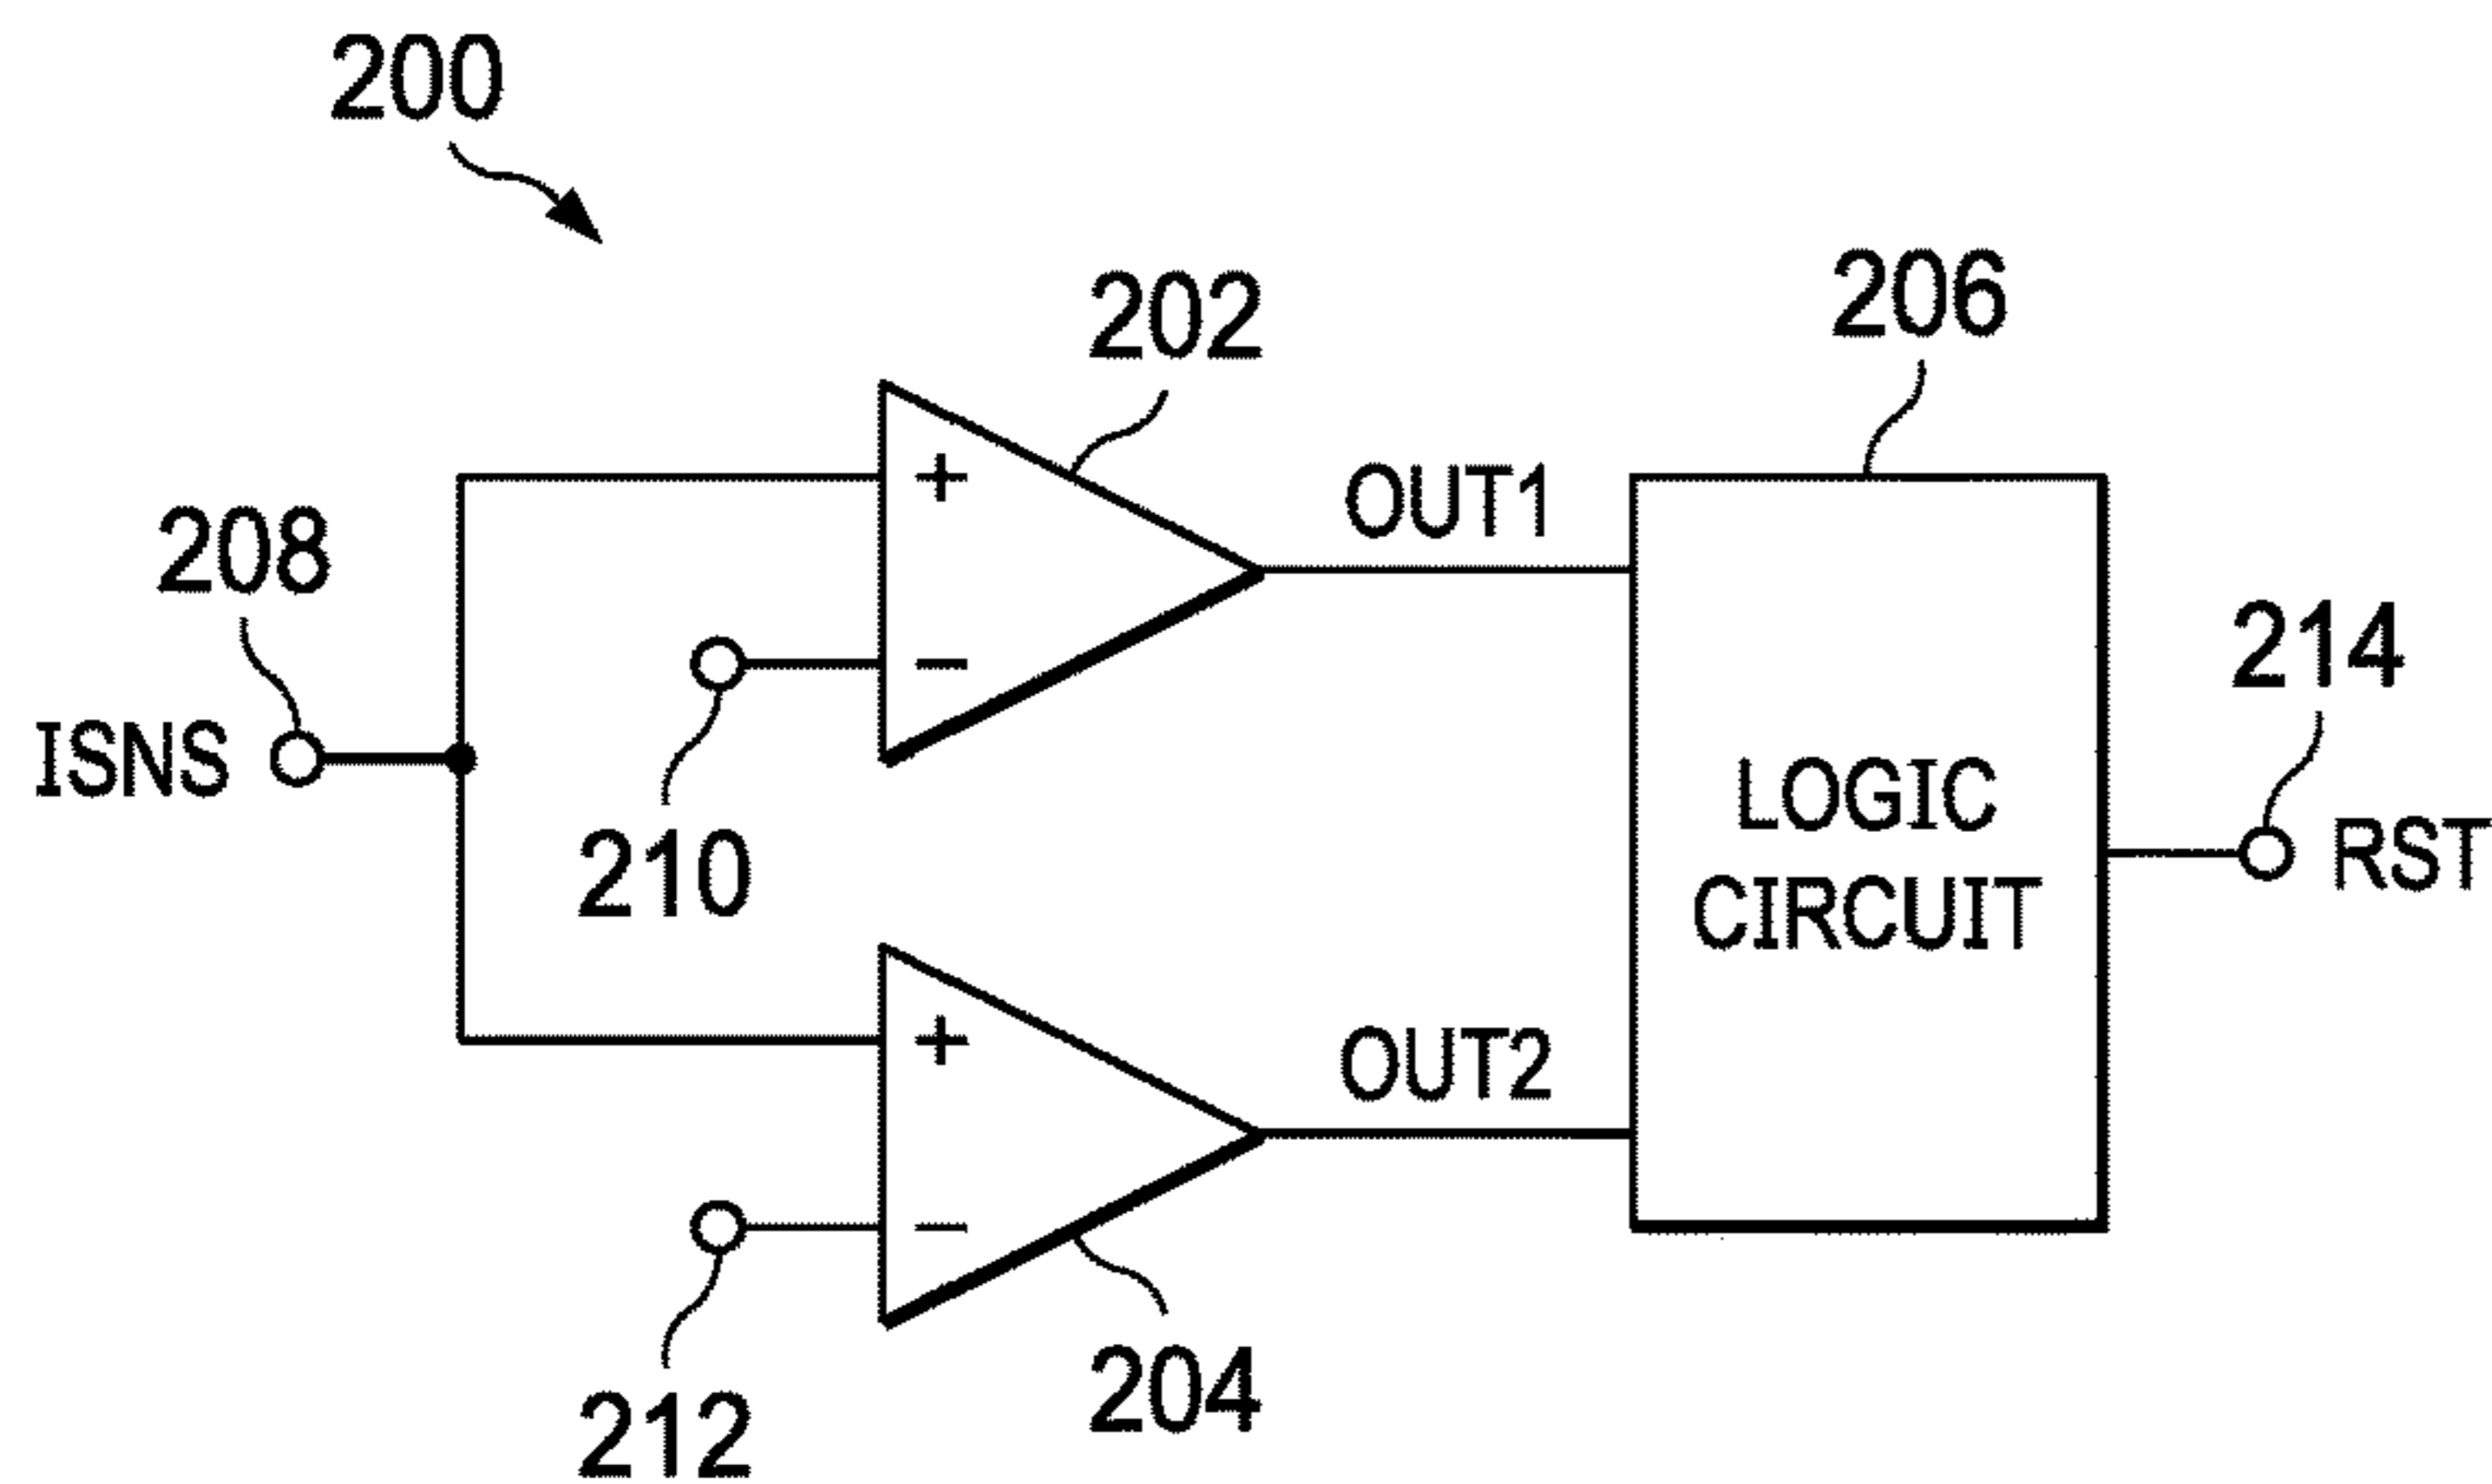 200
202
206
208
OUT1
+
−
214
ISNS
210
LOGIC
CIRCUIT
RST
OUT2
+
−
204
212